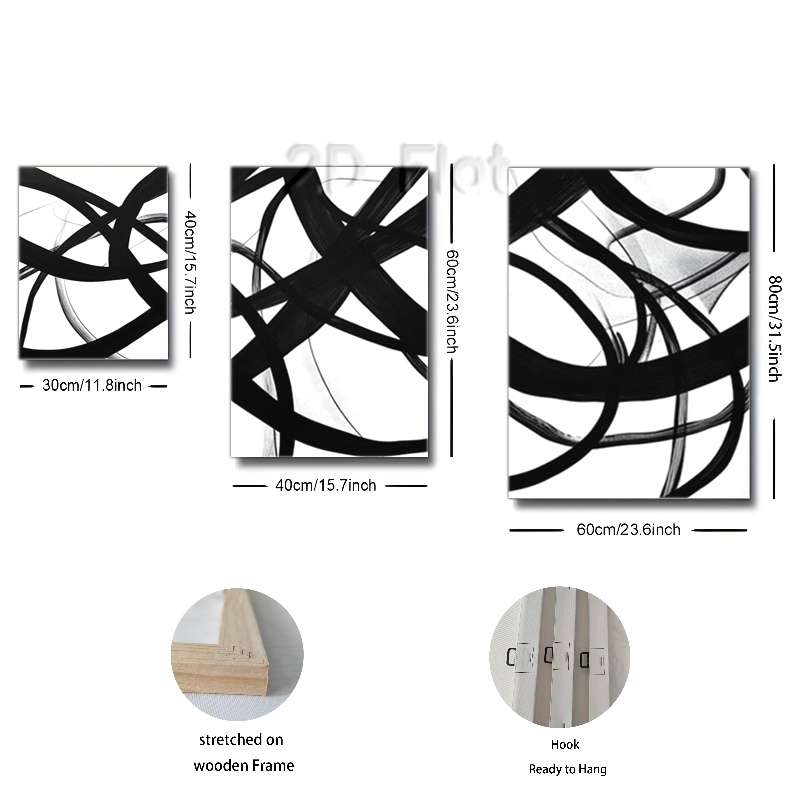 2D Flat
40cm/15.7inch
30cm/11.8inch
60cm/23.6inch
40cm/15.7inch
80cm/31.5inch
60cm/23.6inch
stretched on
wooden Frame
Hook
Ready to Hang